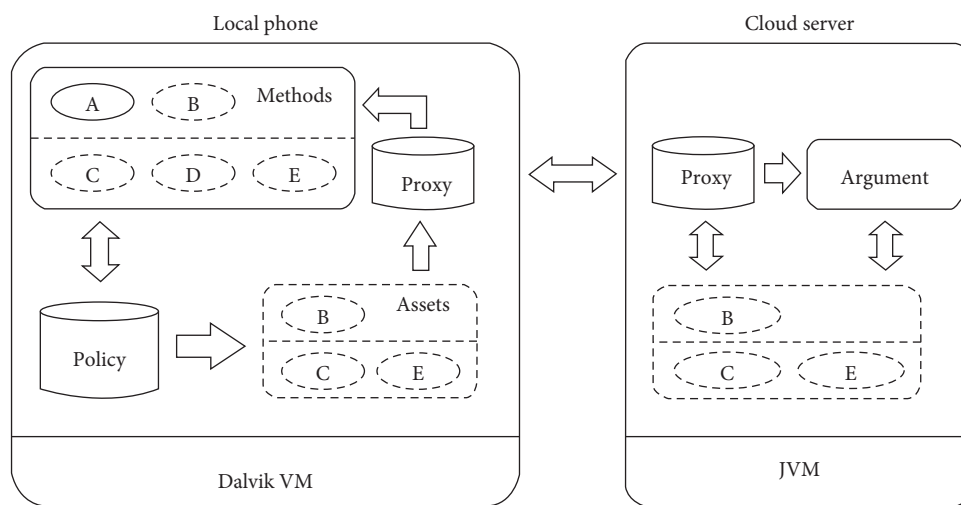 Local phone
Cloud server
A
B
Methods
C
D
E
Proxy
Proxy
Argument
B
Assets
C
E
Policy
B
C
E
Dalvik VM
JVM